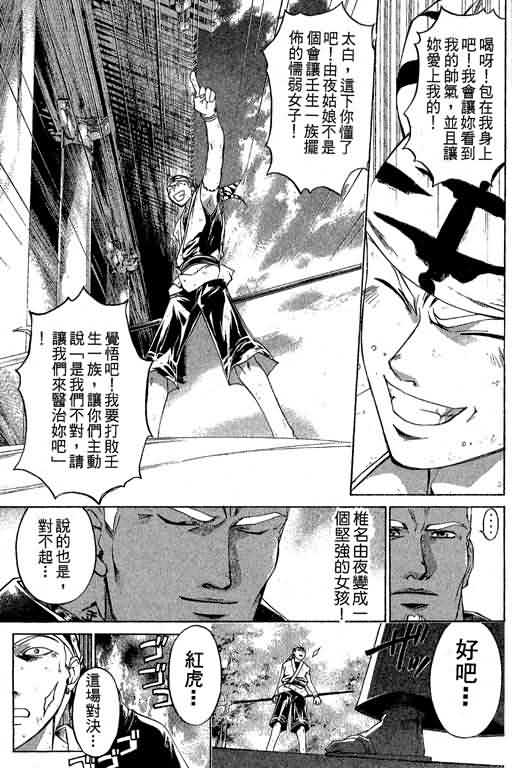 喝呀！包在我身上
吧！我會讓妳看到
我的帥氣，並且讓
妳愛上我的！
太白，這下你懂了
吧！由夜姑娘不是
個會讓壬生一族擺
佈的懦弱女子！
覺悟吧！我要打敗壬
生一族，讓你們主動
說「是我們不對，請
讓我們來醫治妳吧」
！
⋯⋯
椎名由夜變成一
個堅強的女孩！
說的也是，
對不起⋯
好吧⋯
紅虎⋯
這場對決⋯